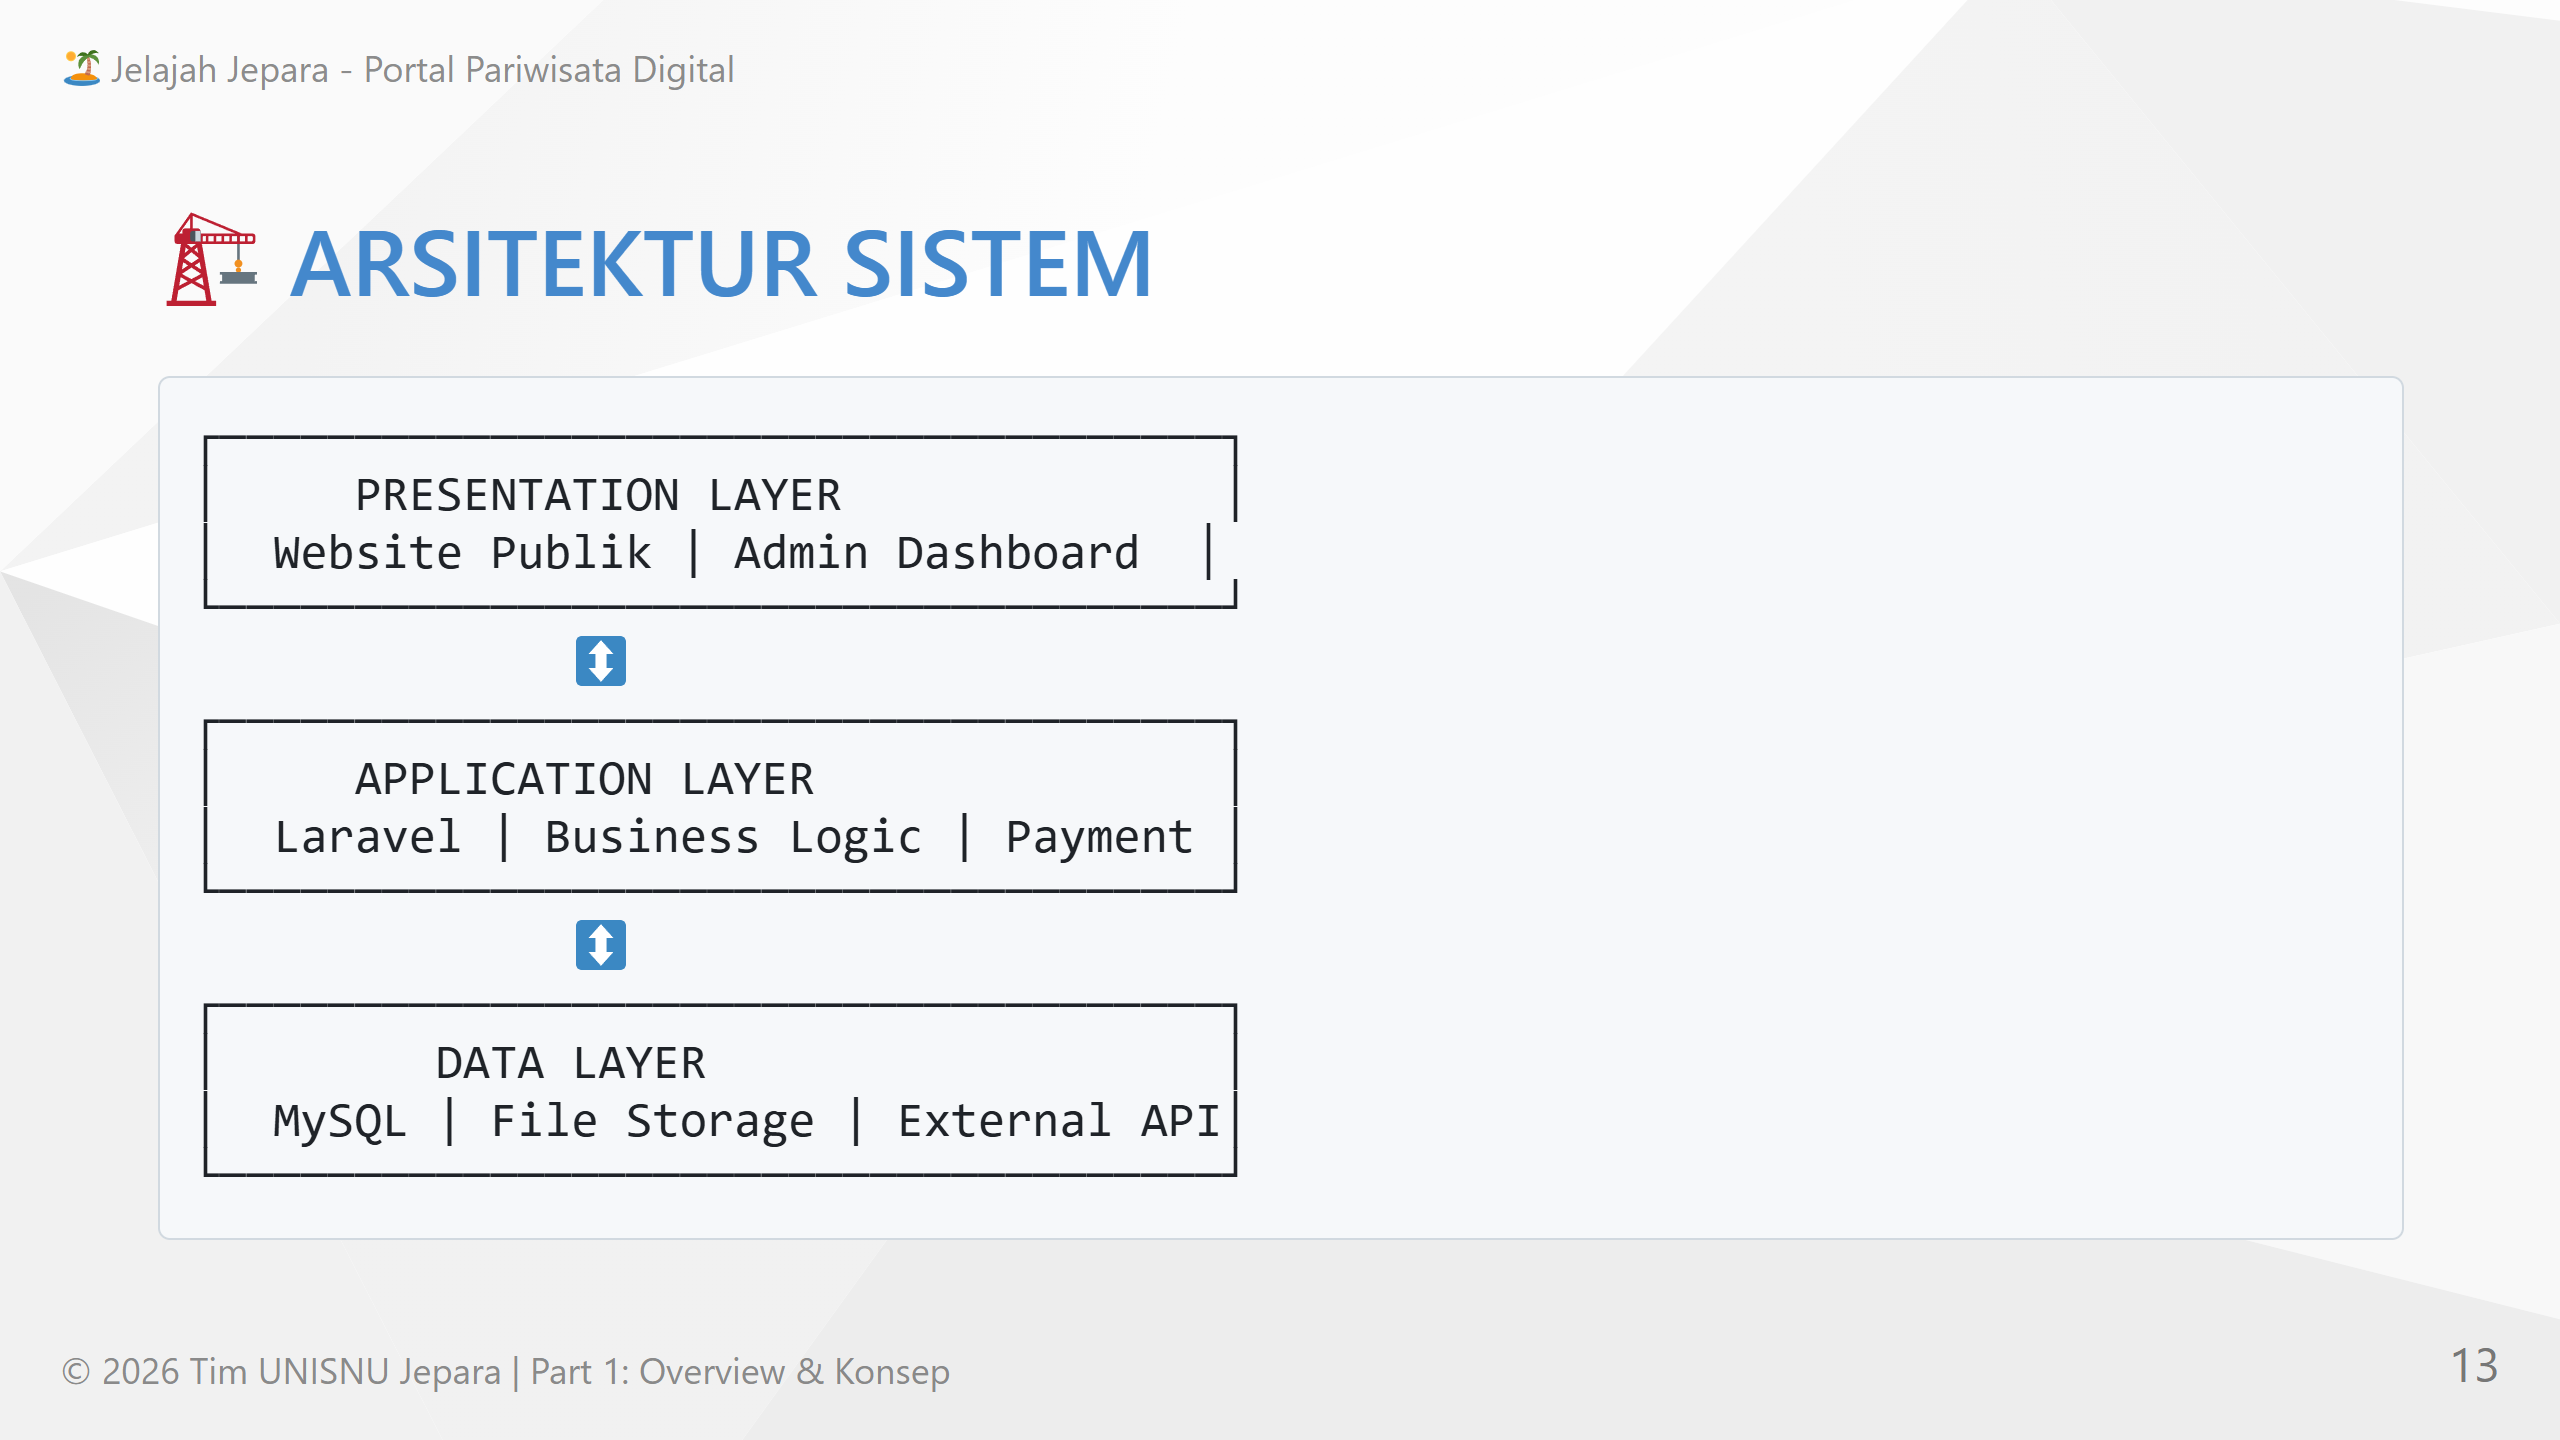 Jelajah Jepara - Portal Pariwisata Digital
ARSITEKTUR SISTEM
PRESENTATION LAYER
Website Publik | Admin Dashboard
APPLICATION LAYER
Laravel | Business Logic | Payment
DATA LAYER
MySQL | File Storage | External API
© 2026 Tim UNISNU Jepara | Part 1: Overview & Konsep
13